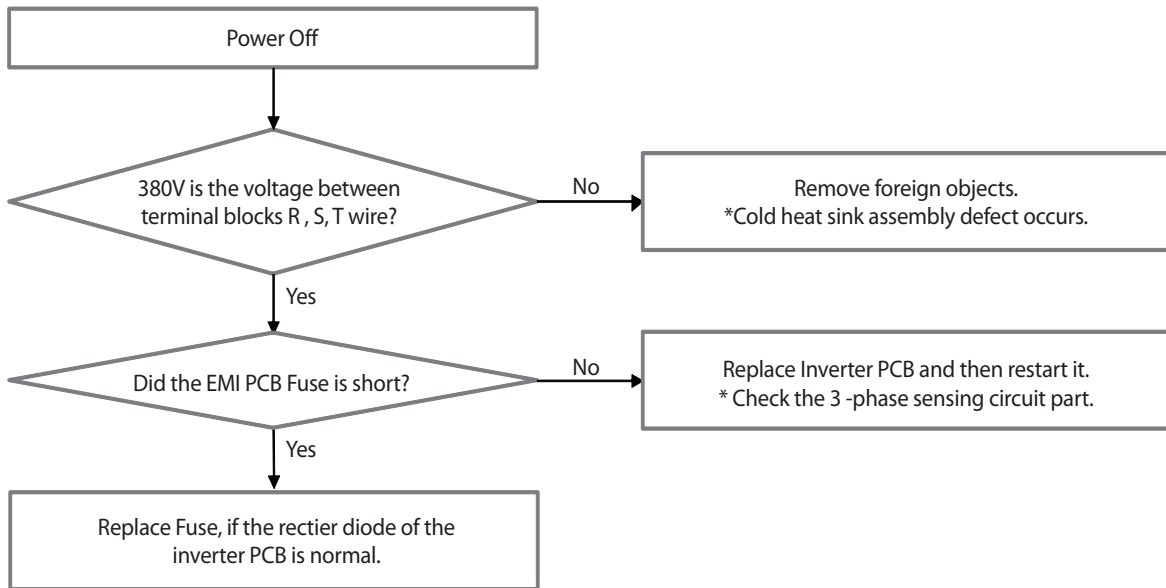 Power Off
380V is the voltage between
terminal blocks R , S, T wire?
No
Remove foreign objects.
*Cold heat sink assembly defect occurs.
Yes
Did the EMI PCB Fuse is short?
No
Replace Inverter PCB and then restart it.
* Check the 3 -phase sensing circuit part.
Yes
Replace Fuse, if the rectier diode of the
inverter PCB is normal.